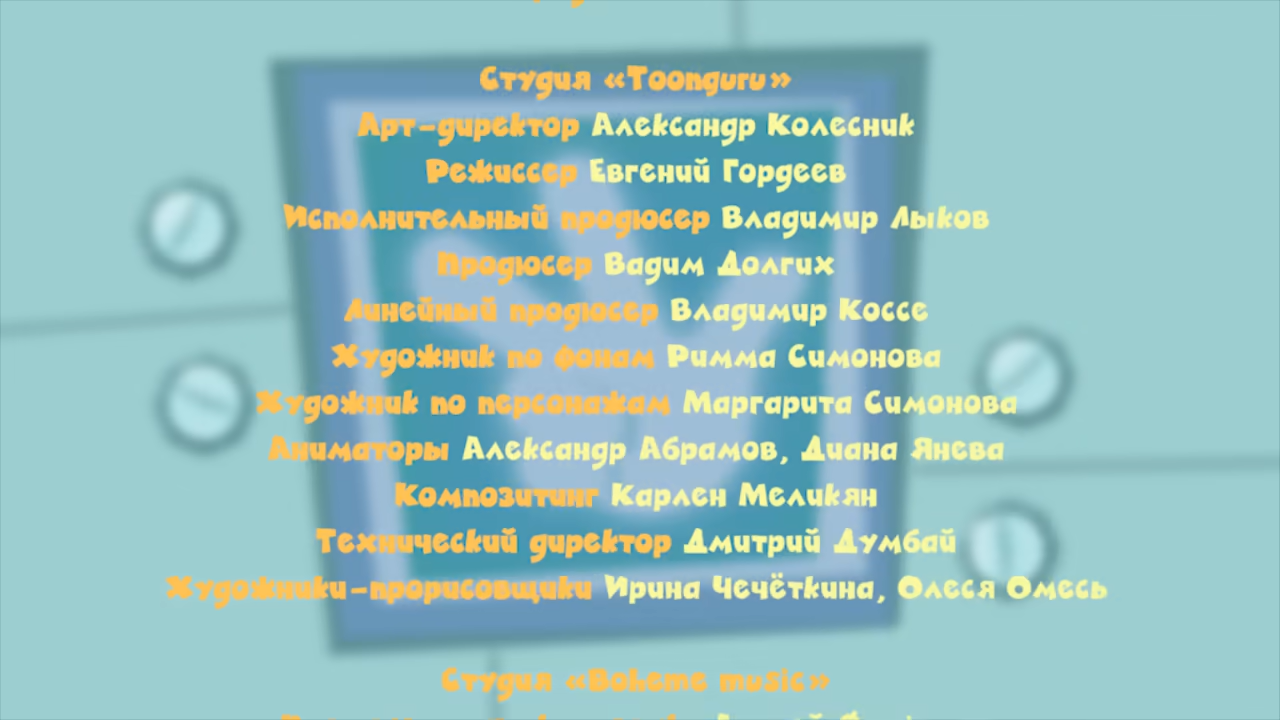 Студия «Toonguru»
Арт-директор Александр Колесник
Режиссер Евгений Гордеев
Исполнительный продюсер Владимир Лыков
Продюсер Вадим Долгих
Линейный продюсер Владимир Коссе
Художник по фонам Римма Симонова
Художник по персонажам Маргарита Симонова
Аниматоры Александр Абрамов, Диана Янева
Композитинг Карлен Меликян
Технический директор Дмитрий Думбай
Художники-прорисовщики Ирина Чечёткина, Олеся Омесь
Студия «Boheme music»